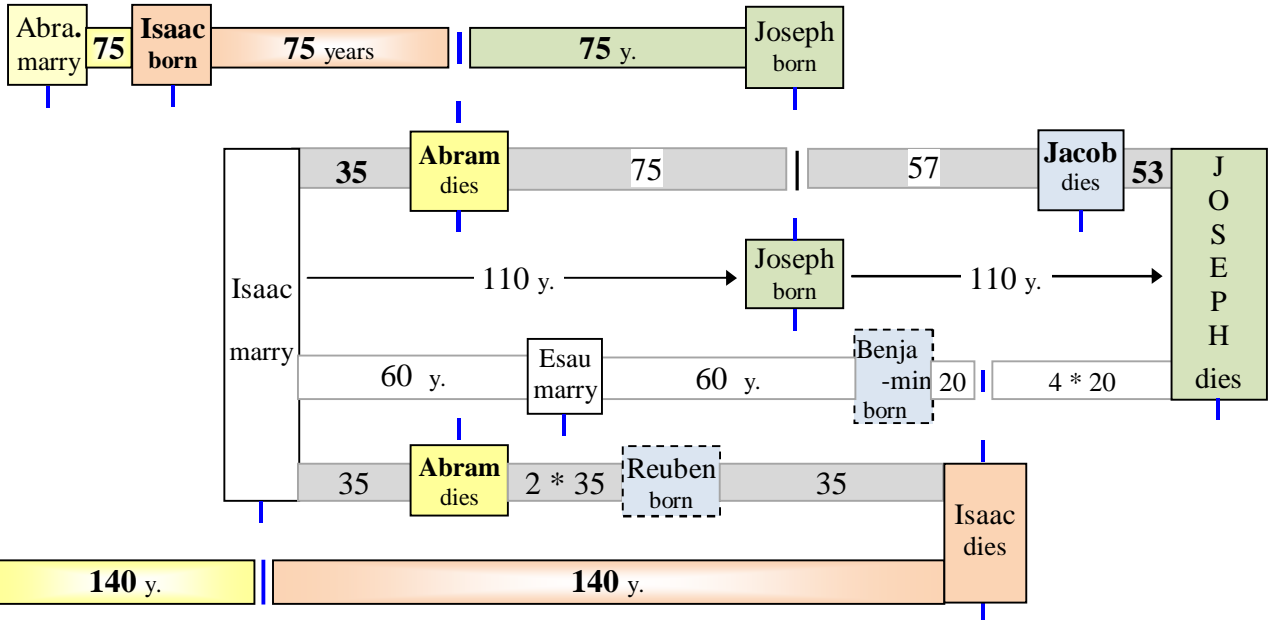 Abra. marry
75
Isaac born
75 years
75 y.
Joseph born
35
Abram dies
75
57
Jacob dies
53
JOSEPH dies
Isaac marry
110 y.
Joseph born
110 y.
60 y.
Esau marry
60 y.
Benja-min born
20
4 * 20
35
Abram dies
2 * 35
Reuben born
35
Isaac dies
140 y.
140 y.